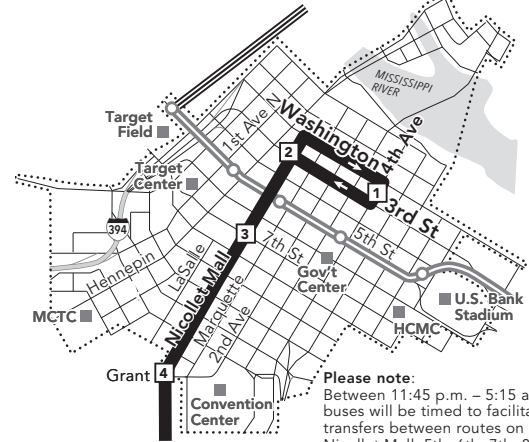 MISSISSIPPI
RIVER
Target
Field
1st Ave N
Washington
4th Ave
2
Target
Center
1
3rd St
394
3
7th St
5th St
Hennepin
LaSalle
Nicollet Mall
Gov't
Center
U.S. Bank
Stadium
MCTC
Marquette
2nd Ave
HCMC
Grant
4
Convention
Center
Please note:
Between 11:45 p.m. – 5:15 a
buses will be timed to facilita
transfers between routes on